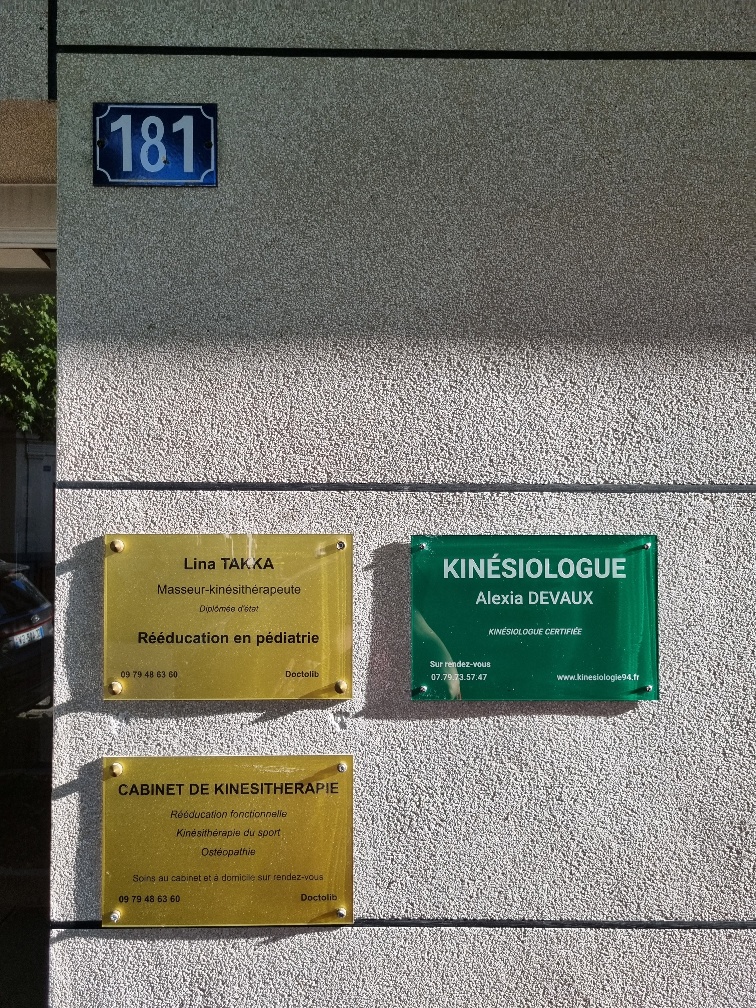 181
Lina TAKKA
Masseur-kinésithérapeute
Diplômée d'état
Rééducation en pédiatrie
09 79 48 63 60 Doctolib
KINÉSIOLOGUE
Alexia DEVAUX
KINÉSIOLOGUE CERTIFIÉE
Sur rendez-vous
07.79.73.57.47 www.kinesiologie94.fr
CABINET DE KINESITHERAPIE
Rééducation fonctionnelle
Kinésithérapie du sport
Ostéopathie
Soins au cabinet et à domicile sur rendez-vous
09 79 48 63 60 Doctolib